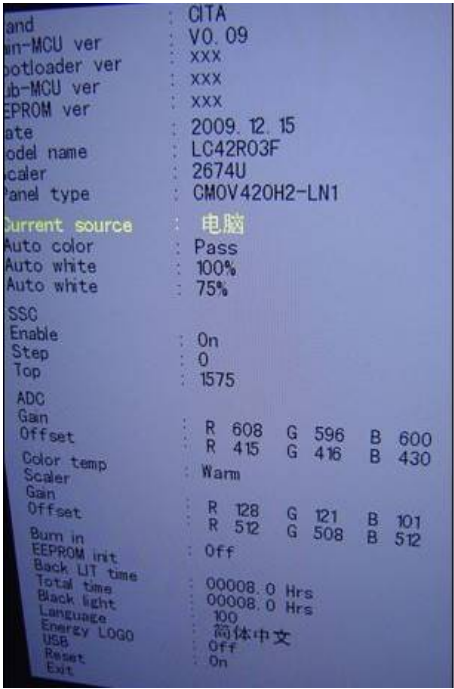 and : CITA
in-MCU ver : V0.09
ootloader ver : xxx
ub-MCU ver : xxx
EPROM ver : xxx
ate : 2009.12.15
odel name : LC42R03F
caler : 2674U
Panel type : CMOV420H2-LN1
Current source : 电脑
Auto color : Pass
Auto white : 100%
Auto white : 75%
SSC
Enable : On
Step : 0
Top : 1575
ADC
Gain : R 608 G 596 B 600
Offset : R 415 G 416 B 430
Color temp : Warm
Scaler
Gain : R 128 G 121 B 101
Offset : R 512 G 508 B 512
Burn in : Off
EEPROM init
Back LIT time : 00008.0 Hrs
Total time : 00008.0 Hrs
Black light : 100
Language : 简体中文
Energy LOGO : Off
USB : On
Reset
Exit